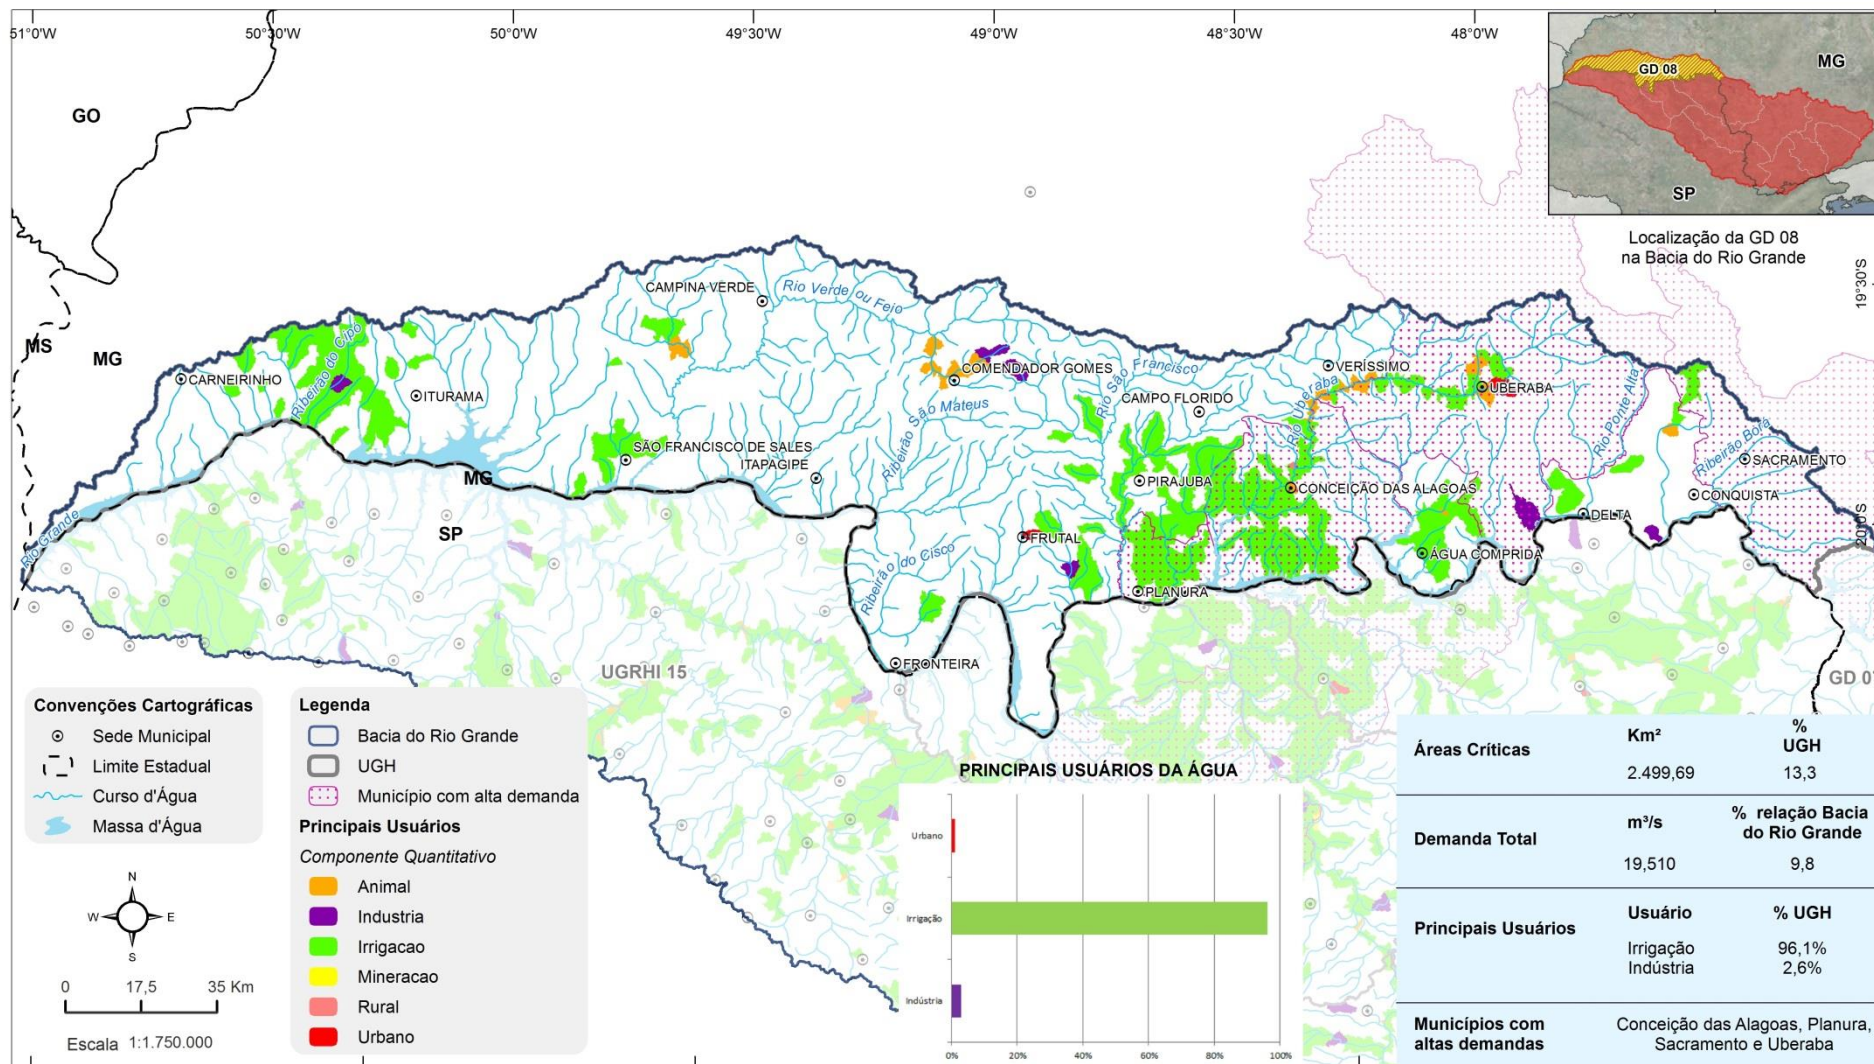 51°0'W
50°30'W
50°0'W
49°30'W
49°0'W
48°30'W
48°0'W
GO
MS
MG
MG
SP
GD 08
MG
SP
Localização da GD 08
na Bacia do Rio Grande
19°30'S
20°0'S
CAMPINA VERDE
Rio Verde ou Feio
CARNEIRINHO
Ribeirão do Cipó
ITURAMA
COMENDADOR GOMES
Rio São Francisco
VERÍSSIMO
UBERABA
Rio Uberaba
CAMPO FLORIDO
Ribeirão São Mateus
Rio Ponte Alta
Ribeirão Borá
SACRAMENTO
SÃO FRANCISCO DE SALES
ITAPAGIPE
PIRAJUBA
CONCEIÇÃO DAS ALAGOAS
CONQUISTA
DELTA
Rio Grande
FRUTAL
ÁGUA COMPRIDA
Ribeirão do Cisco
PLANURA
FRONTEIRA
UGRHI 15
GD 0
Convenções Cartográficas
Sede Municipal
Limite Estadual
Curso d'Água
Massa d'Água
N
W
E
S
0 17,5 35 Km
Escala 1:1.750.000
Legenda
Bacia do Rio Grande
UGH
Município com alta demanda
Principais Usuários
Componente Quantitativo
Animal
Industria
Irrigacao
Mineracao
Rural
Urbano
PRINCIPAIS USUÁRIOS DA ÁGUA
Urbano
Irrigação
Indústria
0% 20% 40% 60% 80% 100%
Áreas Críticas
Km²
%
UGH
2.499,69
13,3
Demanda Total
m³/s
% relação Bacia
do Rio Grande
19,510
9,8
Principais Usuários
Usuário
% UGH
Irrigação
96,1%
Indústria
2,6%
Municípios com
altas demandas
Conceição das Alagoas, Planura,
Sacramento e Uberaba